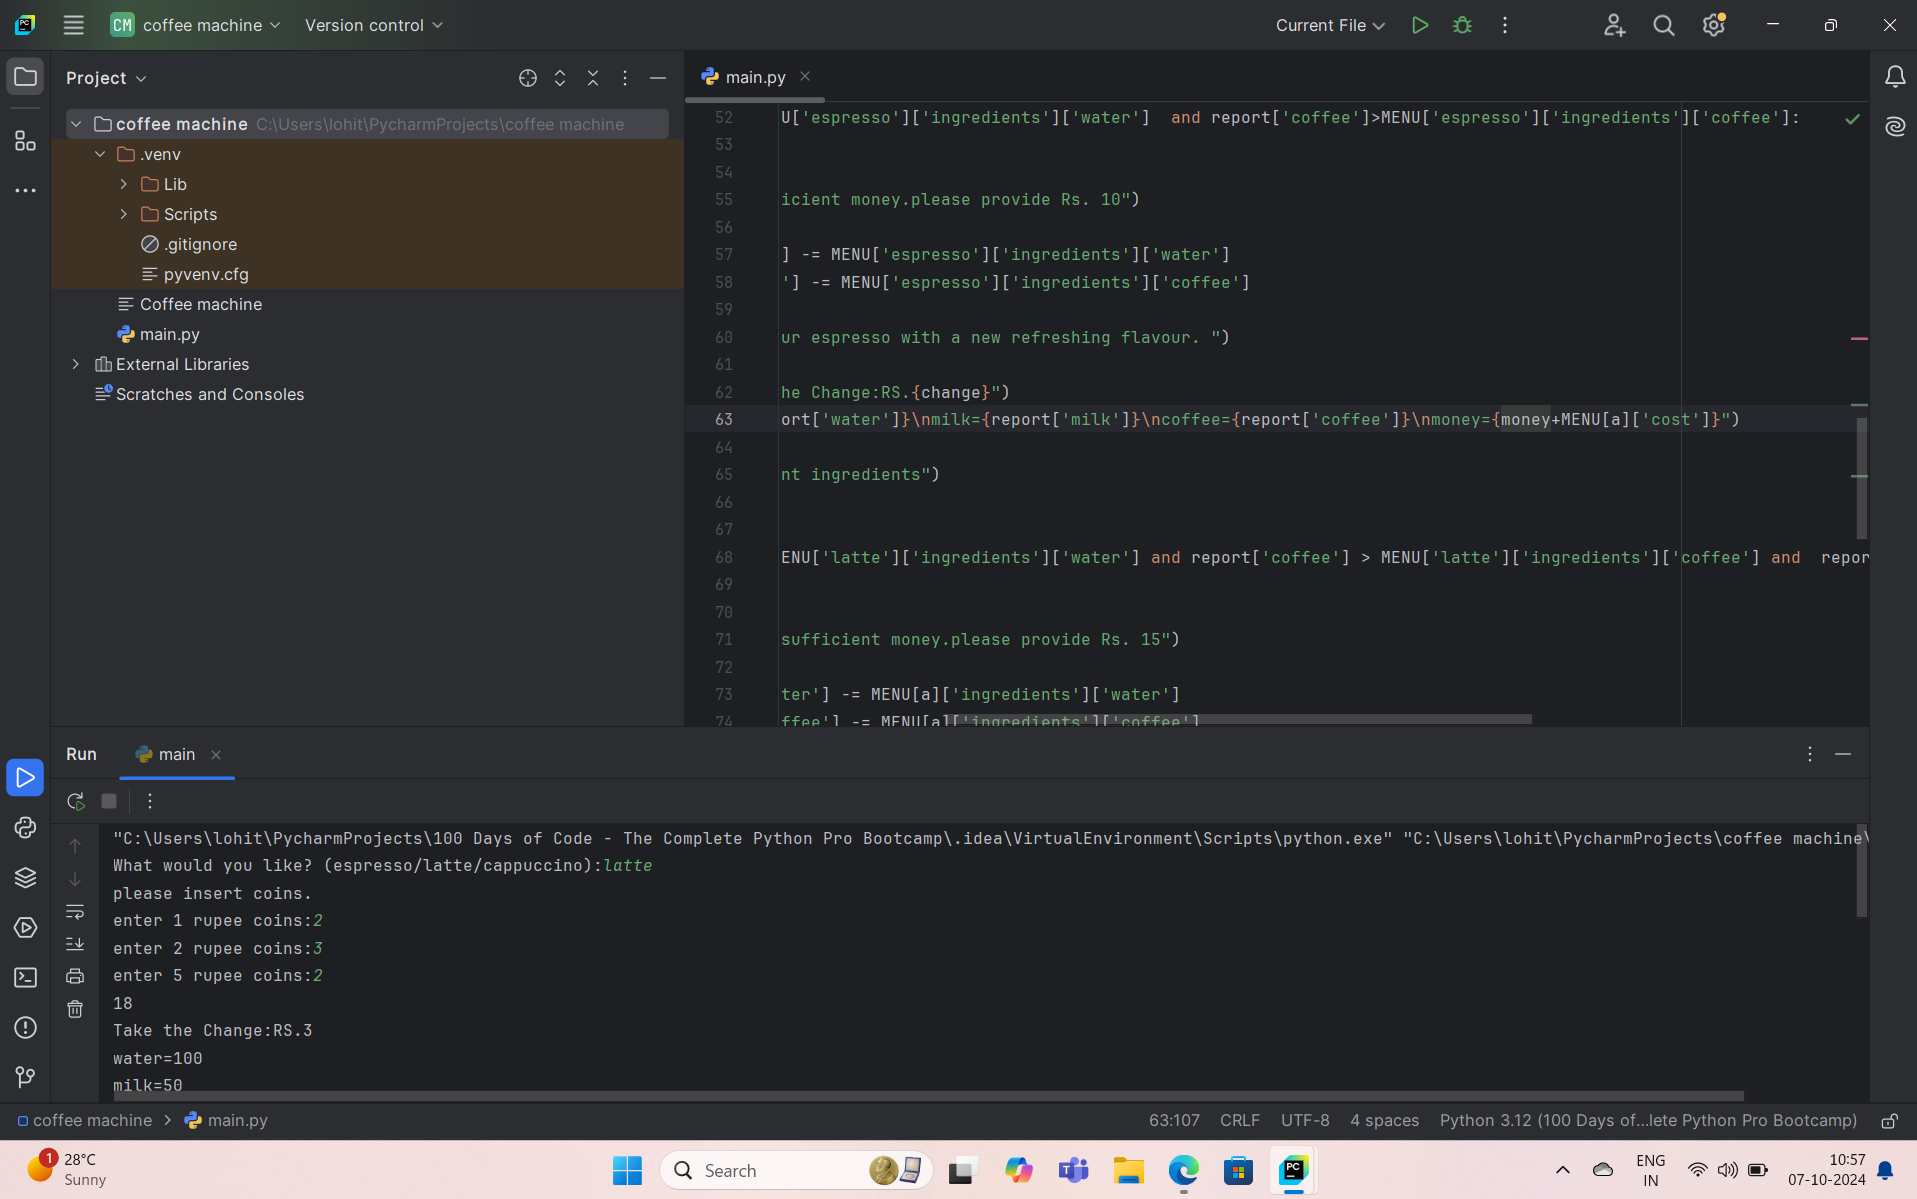 CM coffee machine Version control Current File
Project
main.py
coffee machine C:\Users\lohit\PycharmProjects\coffee machine
.venv
Lib
Scripts
.gitignore
pyvenv.cfg
Coffee machine
main.py
External Libraries
Scratches and Consoles
52 U['espresso']['ingredients']['water']  and report['coffee']>MENU['espresso']['ingredients']['coffee']:
53
54
55 icient money.please provide Rs. 10")
56
57 ] -= MENU['espresso']['ingredients']['water']
58 '] -= MENU['espresso']['ingredients']['coffee']
59
60 ur espresso with a new refreshing flavour. ")
61
62 he Change:RS.{change}")
63 ort['water']}\nmilk={report['milk']}\ncoffee={report['coffee']}\nmoney={money+MENU[a]['cost']}")
64
65 nt ingredients")
66
67
68 ENU['latte']['ingredients']['water'] and report['coffee'] > MENU['latte']['ingredients']['coffee'] and  repor
69
70
71 sufficient money.please provide Rs. 15")
72
73 ter'] -= MENU[a]['ingredients']['water']
74 ffee'] -= MENU[a]['ingredients']['coffee']
Run main
"C:\Users\lohit\PycharmProjects\100 Days of Code - The Complete Python Pro Bootcamp\.idea\VirtualEnvironment\Scripts\python.exe" "C:\Users\lohit\PycharmProjects\coffee machine\
What would you like? (espresso/latte/cappuccino):latte
please insert coins.
enter 1 rupee coins:2
enter 2 rupee coins:3
enter 5 rupee coins:2
18
Take the Change:RS.3
water=100
milk=50
coffee machine > main.py 63:107 CRLF UTF-8 4 spaces Python 3.12 (100 Days of...lete Python Pro Bootcamp)
1 28°C
Sunny
Search
PC
ENG
IN
10:57
07-10-2024